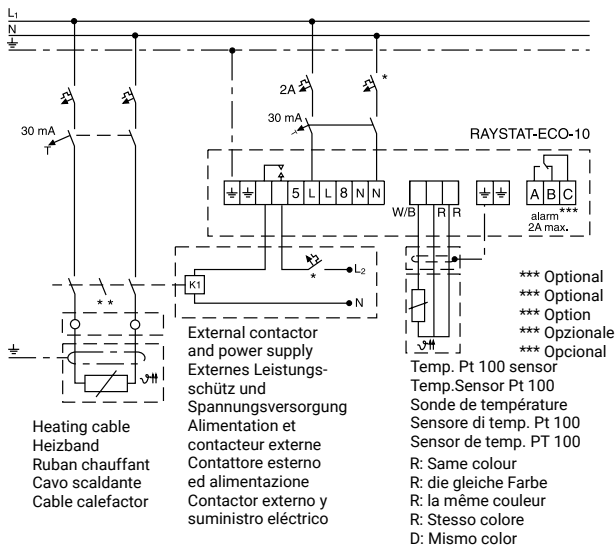 L₁
N
2A
*
30 mA
30 mA
RAYSTAT-ECO-10
5 L L 8 N N
W/B R R
A B C
alarm ***
2A max.
L₂
*
* *
K1
N
*** Optional
*** Optional
*** Option
*** Opzionale
*** Opcional
External contactor
and power supply
Externes Leistungs-
schütz und
Spannungsversorgung
Alimentation et
contacteur externe
Contattore esterno
ed alimentazione
Contactor externo y
suministro eléctrico
Temp. Pt 100 sensor
Temp.Sensor Pt 100
Sonde de température
Sensore di temp. Pt 100
Sensor de temp. PT 100
R: Same colour
R: die gleiche Farbe
R: la même couleur
R: Stesso colore
D: Mismo color
ϑ
ϑ
Heating cable
Heizband
Ruban chauffant
Cavo scaldante
Cable calefactor